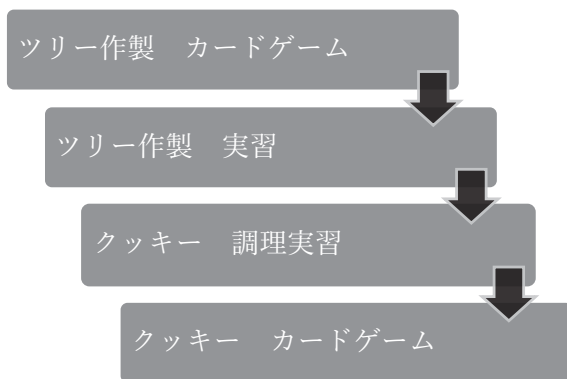 ツリー作製　カードゲーム
ツリー作製　実習
クッキー　調理実習
クッキー　カードゲーム